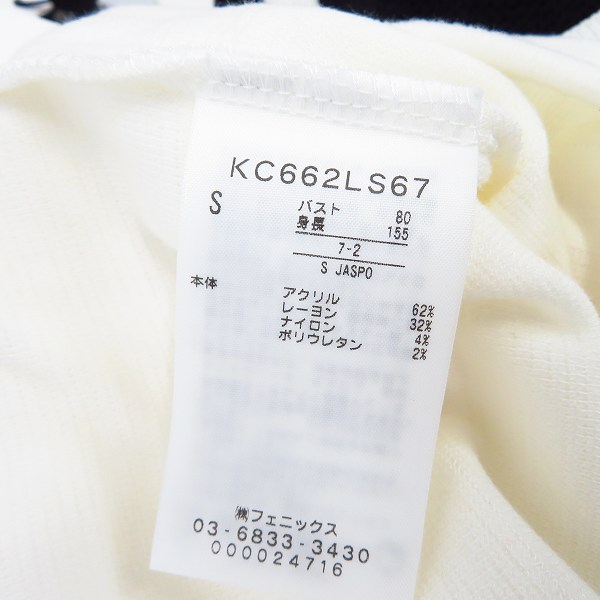 KC662LS67
S バスト 80
身長 155
7-2
S JASPO
本体 アクリル 62%
レーヨン 32%
ナイロン 4%
ポリウレタン 2%
㈱フェニックス
03-6833-3430
000024716